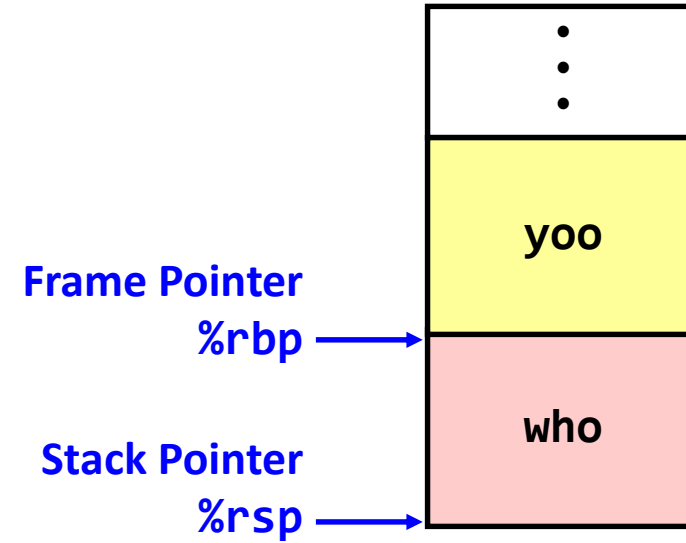 yoo
Frame Pointer
%rbp
who
Stack Pointer
%rsp